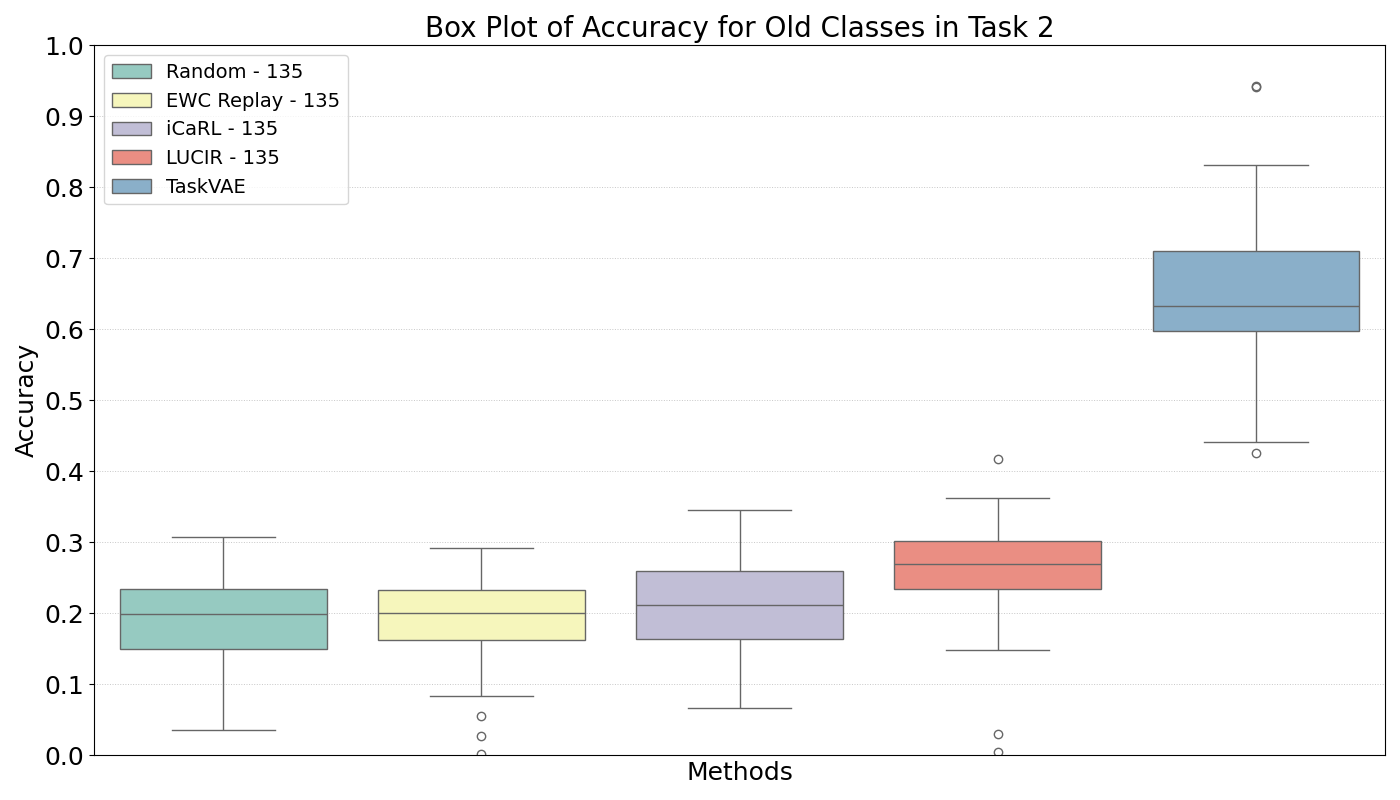 Box Plot of Accuracy for Old Classes in Task 2
1.0
0.9
0.8
0.7
0.6
0.5
0.4
0.3
0.2
0.1
0.0
Accuracy
Random - 135
EWC Replay - 135
iCaRL - 135
LUCIR - 135
TaskVAE
Methods